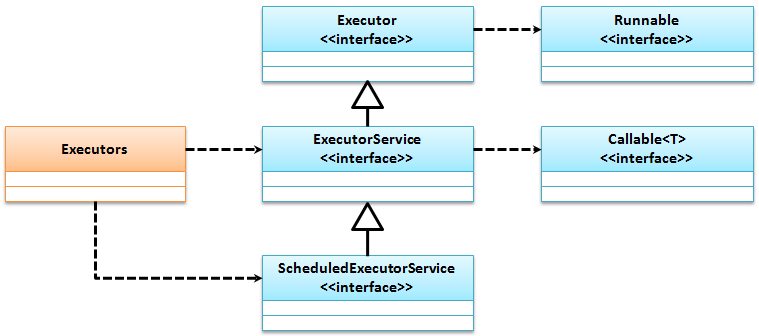 Executor
<<interface>>
Runnable
<<interface>>
Executors
ExecutorService
<<interface>>
Callable<T>
<<interface>>
ScheduledExecutorService
<<interface>>